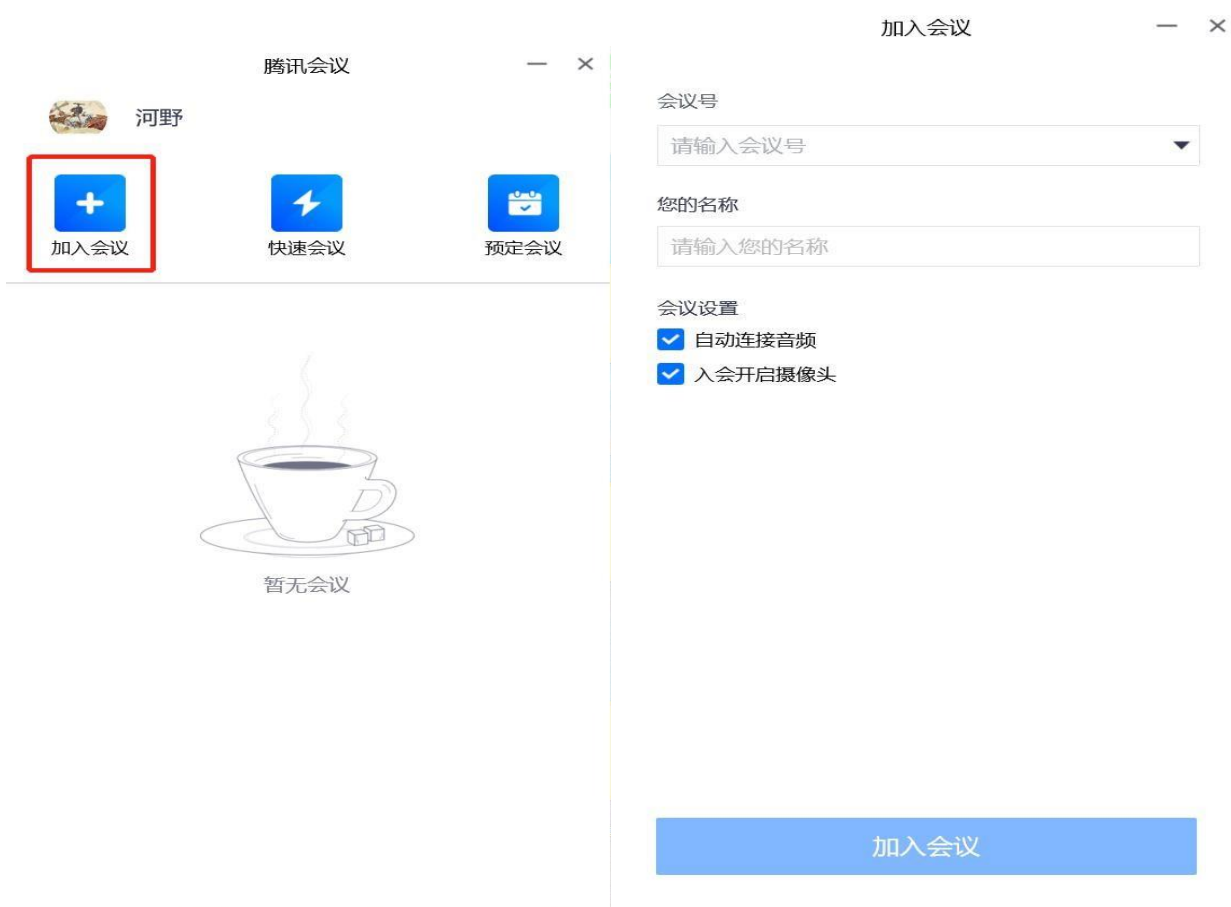 腾讯会议
河野
加入会议
快速会议
预定会议
暂无会议
加入会议
会议号
请输入会议号
您的名称
请输入您的名称
会议设置
自动连接音频
入会开启摄像头
加入会议